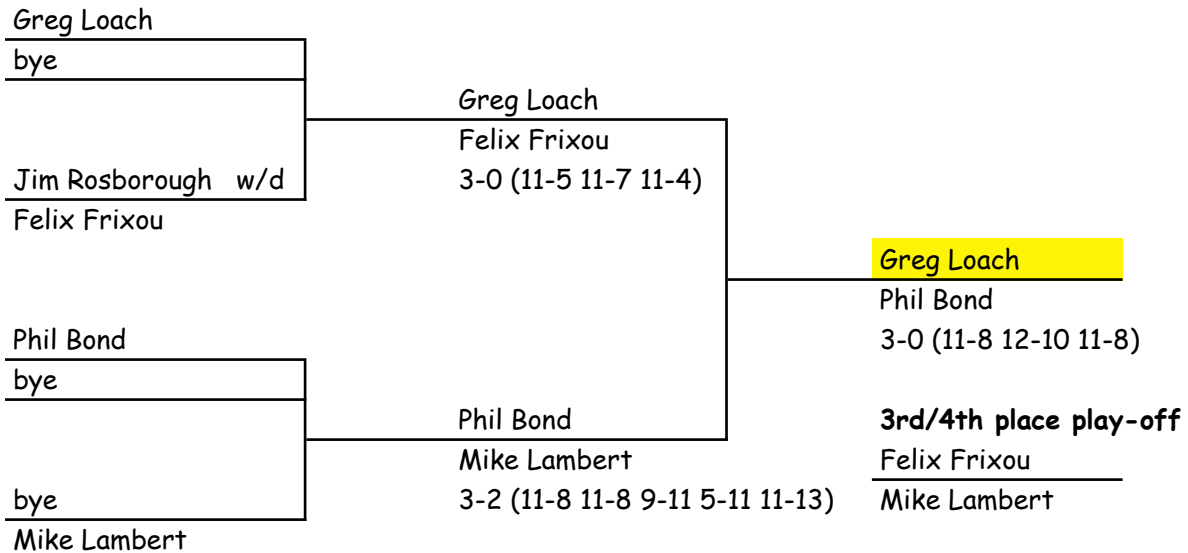 Greg Loach
bye
Jim Rosborough w/d
Felix Frixou
Phil Bond
bye
bye
Mike Lambert
Greg Loach
Felix Frixou
3-0 (11-5 11-7 11-4)
Phil Bond
Mike Lambert
3-2 (11-8 11-8 9-11 5-11 11-13)
Greg Loach
Phil Bond
3-0 (11-8 12-10 11-8)
3rd/4th place play-off
Felix Frixou
Mike Lambert